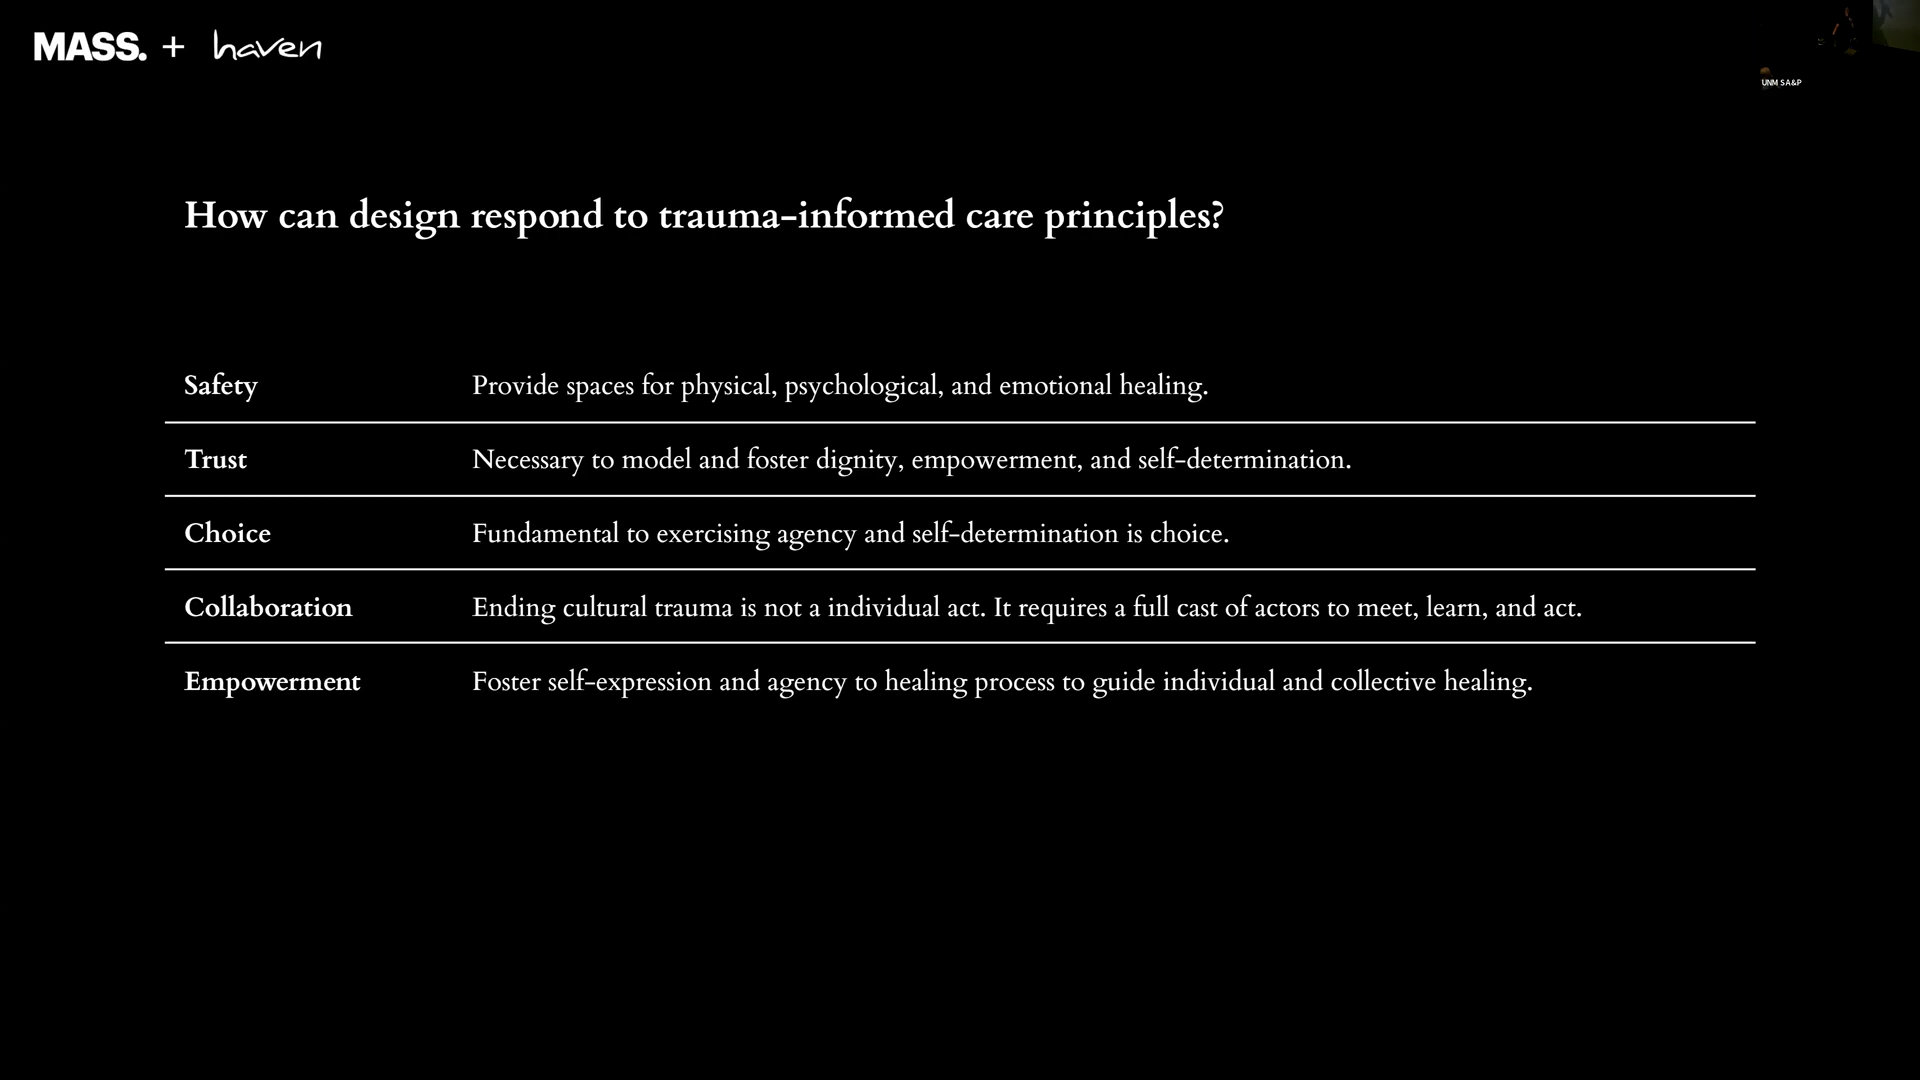 MASS. + haven
UNM SA&P
How can design respond to trauma-informed care principles?
Safety Provide spaces for physical, psychological, and emotional healing.
Trust Necessary to model and foster dignity, empowerment, and self-determination.
Choice Fundamental to exercising agency and self-determination is choice.
Collaboration Ending cultural trauma is not a individual act. It requires a full cast of actors to meet, learn, and act.
Empowerment Foster self-expression and agency to healing process to guide individual and collective healing.